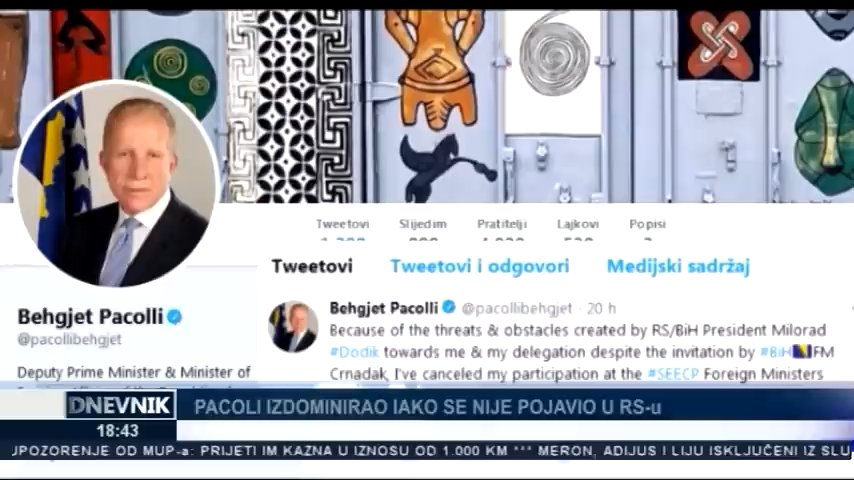 Tweetovi Slijedim Pratitelji Lajkovi Popisi
Tweetovi Tweetovi i odgovori Medijski sadržaj
Behgjet Pacolli
@pacollibehgjet
Deputy Prime Minister & Minister of
Behgjet Pacolli @pacollibehgjet · 20 h
Because of the threats & obstacles created by RS/BiH President Milorad
#Dodik towards me & my delegation despite the invitation by #BiH FM
Crnadak, I've canceled my participation at the #SEECP Foreign Ministers
DNEVNIK PACOLI IZDOMINIRAO IAKO SE NIJE POJAVIO U RS-u
18:43
UPOZORENJE OD MUP-a: PRIJETI IM KAZNA U IZNOSU OD 1.000 KM *** MERON, ADIJUS I LIJU ISKLJUČENI IZ SLU